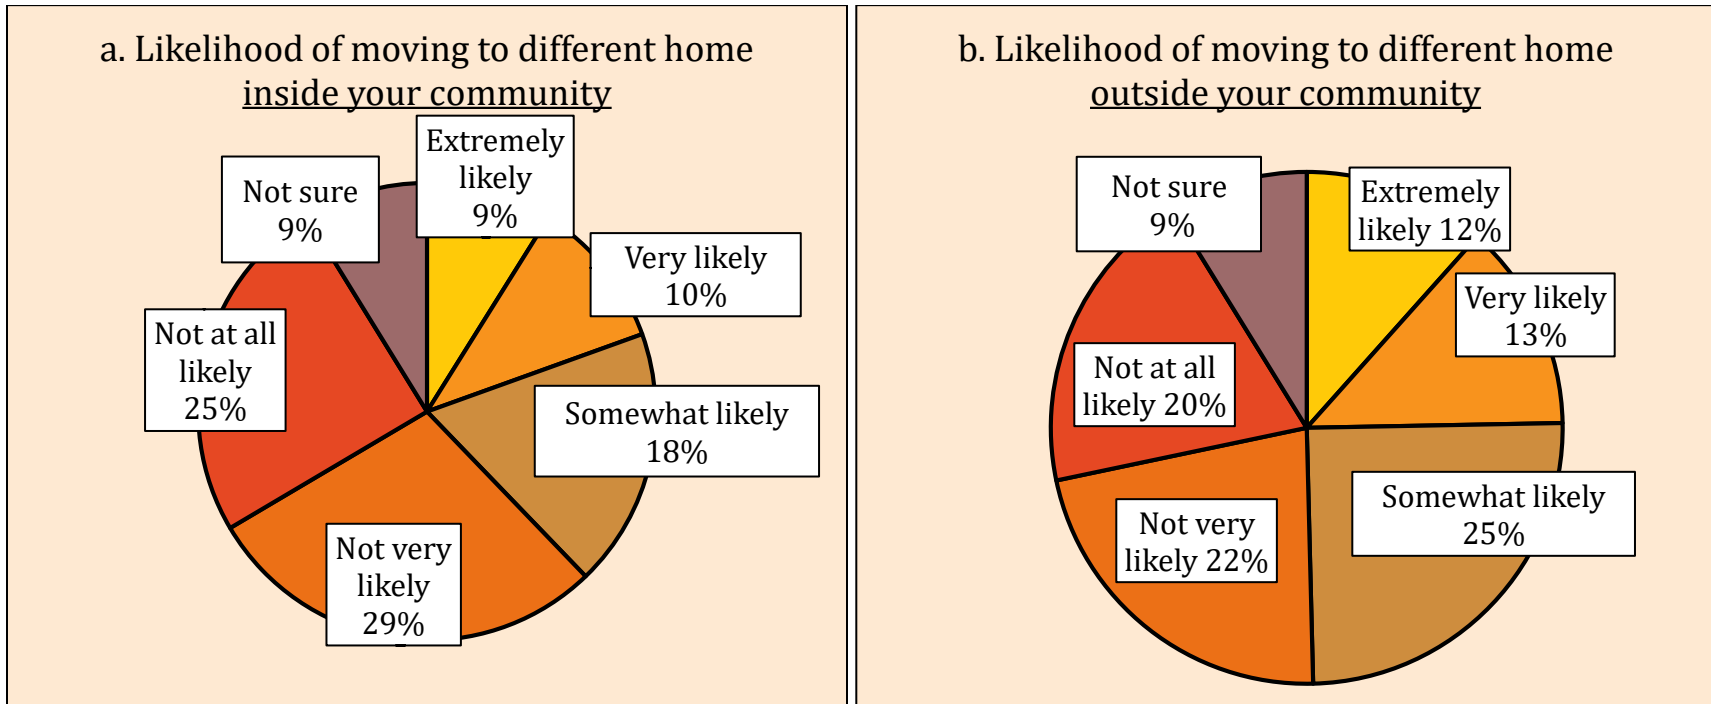 a. Likelihood of moving to different home
inside your community
Extremely
likely
9%
Very likely
10%
Somewhat likely
18%
Not very
likely
29%
Not at all
likely
25%
Not sure
9%
b. Likelihood of moving to different home
outside your community
Extremely
likely 12%
Very likely
13%
Somewhat likely
25%
Not very
likely 22%
Not at all
likely 20%
Not sure
9%